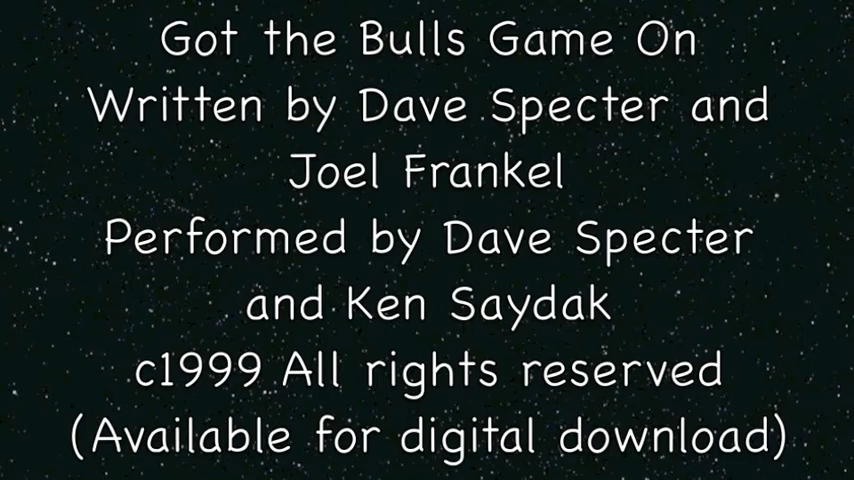 Got the Bulls Game On
Written by Dave Specter and
Joel Frankel
Performed by Dave Specter
and Ken Saydak
c1999 All rights reserved
(Available for digital download)